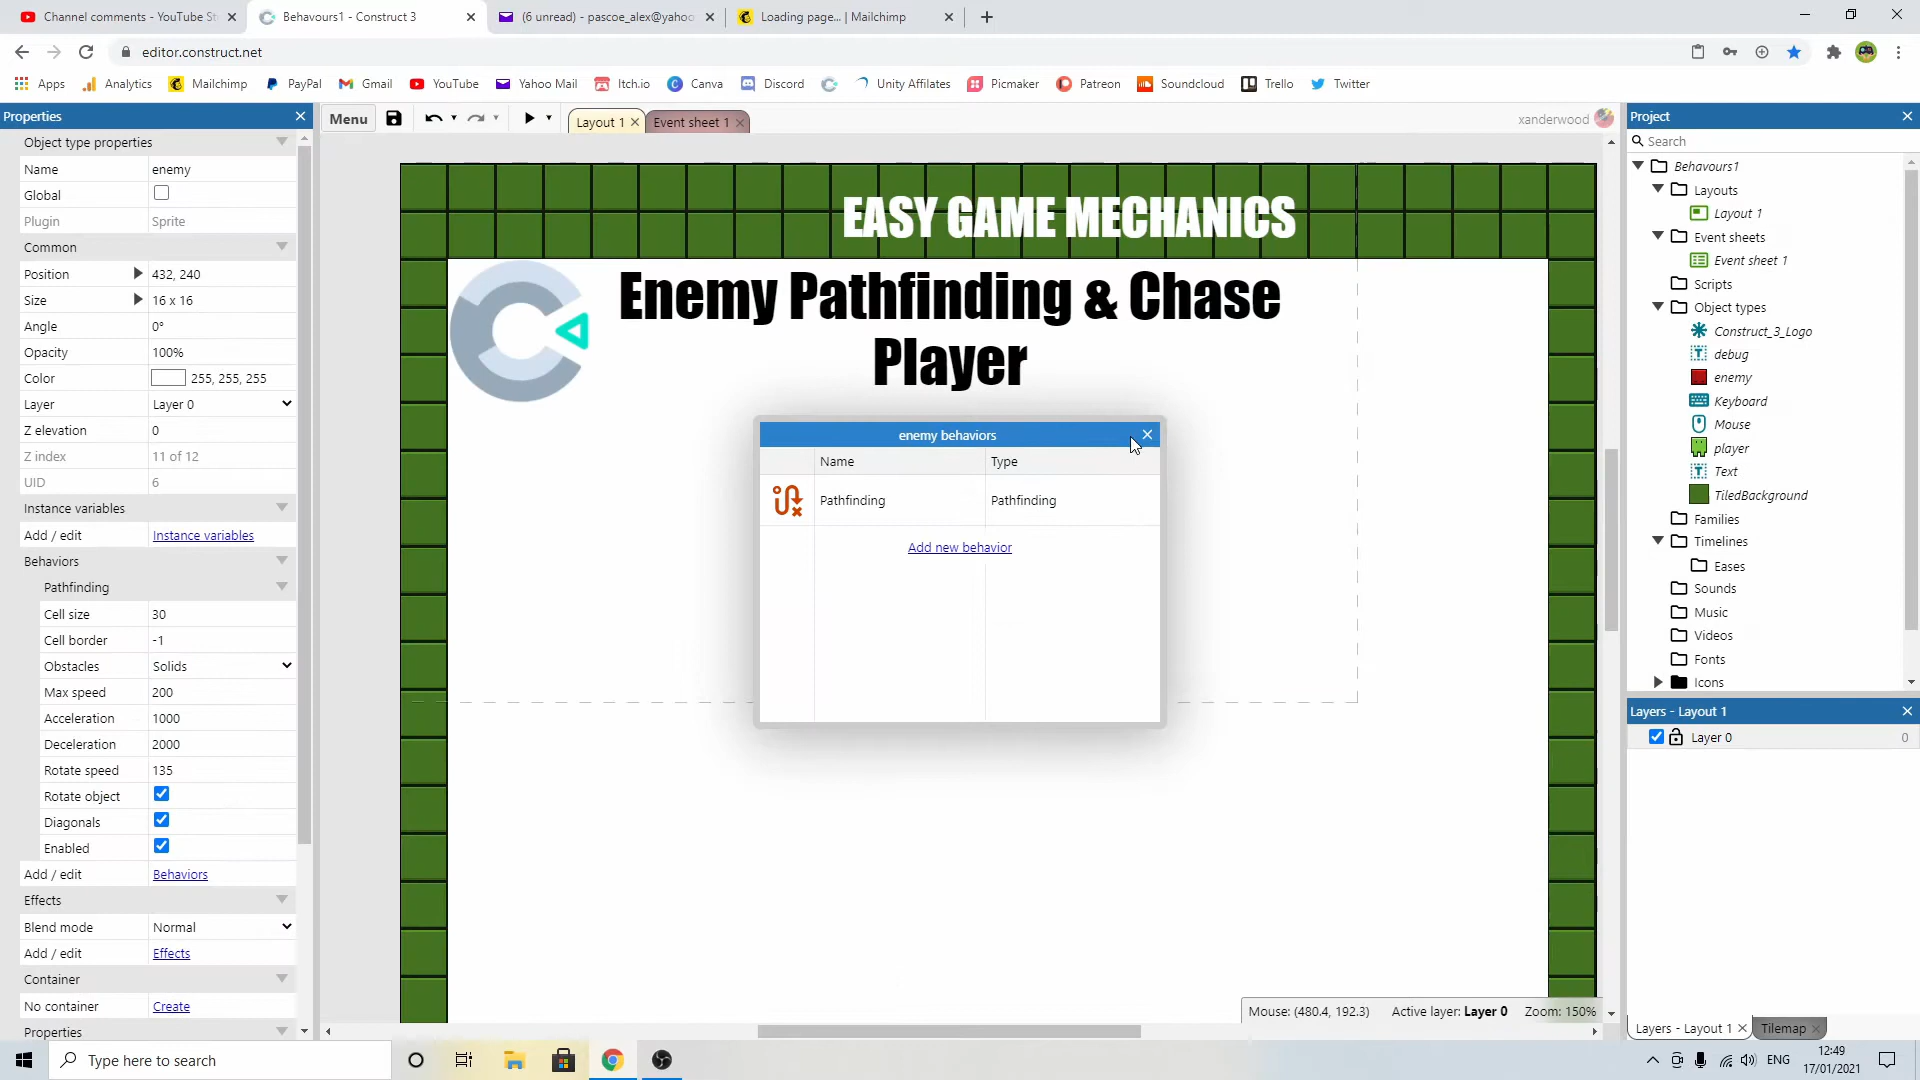 Channel comments - YouTube St
Behavours1 - Construct 3
(6 unread) - pascoe_alex@yahoo
Loading page... | Mailchimp
editor.construct.net
Apps
Analytics
Mailchimp
PayPal
Gmail
YouTube
Yahoo Mail
Itch.io
Canva
Discord
Unity Affilates
Picmaker
Patreon
Soundcloud
Trello
Twitter
Properties
Object type properties
Name enemy
Global
Plugin Sprite
Common
Position 432, 240
Size 16 x 16
Angle 0°
Opacity 100%
Color 255, 255, 255
Layer Layer 0
Z elevation 0
Z index 11 of 12
UID 6
Instance variables
Add / edit Instance variables
Behaviors
Pathfinding
Cell size 30
Cell border -1
Obstacles Solids
Max speed 200
Acceleration 1000
Deceleration 2000
Rotate speed 135
Rotate object
Diagonals
Enabled
Add / edit Behaviors
Effects
Blend mode Normal
Add / edit Effects
Container
No container Create
Properties
Menu
Layout 1
Event sheet 1
xanderwood
EASY GAME MECHANICS
Enemy Pathfinding & Chase
Player
enemy behaviors
Name Type
Pathfinding Pathfinding
Add new behavior
Mouse: (480.4, 192.3) Active layer: Layer 0 Zoom: 150%
Project
Search
Behavours1
Layouts
Layout 1
Event sheets
Event sheet 1
Scripts
Object types
Construct_3_Logo
debug
enemy
Keyboard
Mouse
player
Text
TiledBackground
Families
Timelines
Eases
Sounds
Music
Videos
Fonts
Icons
Layers - Layout 1
Layer 0 0
Layers - Layout 1
Tilemap
Type here to search
ENG
12:49
17/01/2021